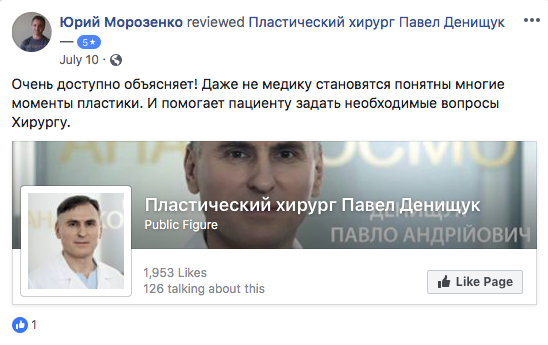 Юрий Морозенко reviewed Пластический хирург Павел Денищук
— 5★
July 10 ·
Очень доступно объясняет! Даже не медику становятся понятны многие
моменты пластики. И помогает пациенту задать необходимые вопросы
Хирургу.
Пластический хирург Павел Денищук
Public Figure
ПАВЛО АНДРІЙОВИЧ
1,953 Likes
126 talking about this
Like Page
1